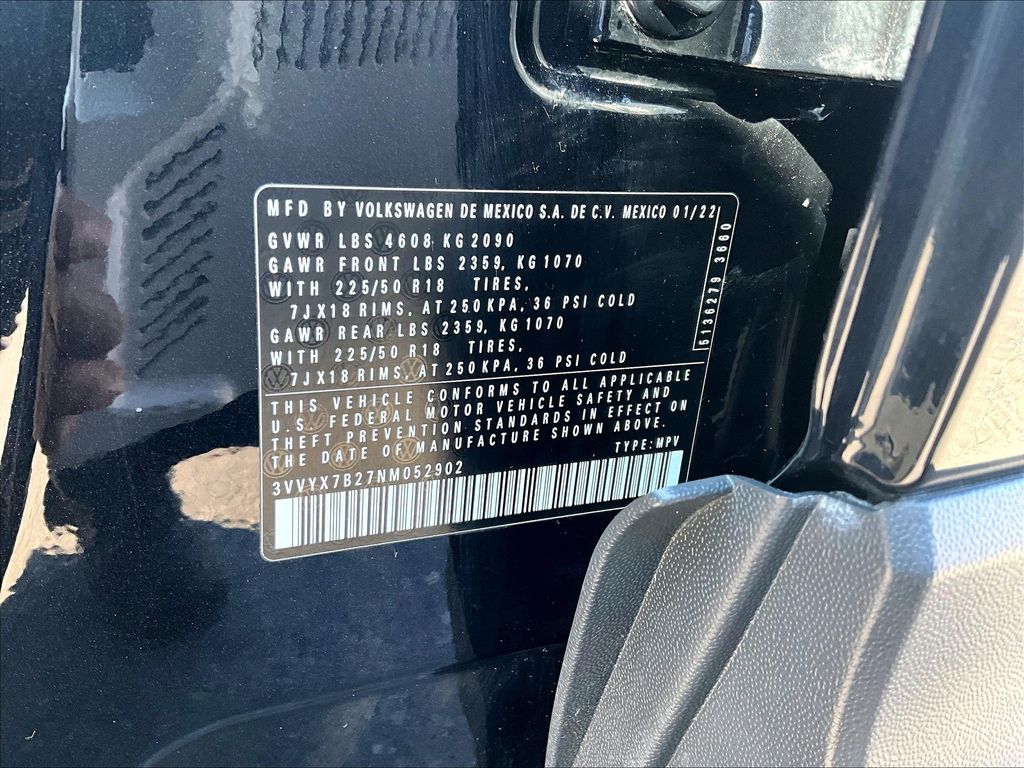 MFD BY VOLKSWAGEN DE MEXICO S.A. DE C.V. MEXICO 01/22
GVWR LBS 4608 KG 2090
GAWR FRONT LBS 2359, KG 1070
WITH 225/50 R18 TIRES,
7JX18 RIMS, AT 250 KPA, 36 PSI COLD
GAWR REAR LBS 2359, KG 1070
WITH 225/50 R18 TIRES,
7JX18 RIMS, AT 250 KPA, 36 PSI COLD
5136279 3660
THIS VEHICLE CONFORMS TO ALL APPLICABLE
U.S. FEDERAL MOTOR VEHICLE SAFETY AND
THEFT PREVENTION STANDARDS IN EFFECT ON
THE DATE OF MANUFACTURE SHOWN ABOVE.
TYPE: MPV
3VVYX7B27NM052902